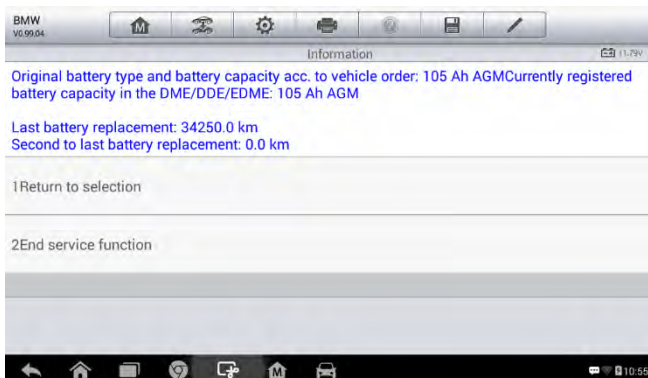 BMW
V0.99.04
Information
11.79V
Original battery type and battery capacity acc. to vehicle order: 105 Ah AGMCurrently registered
battery capacity in the DME/DDE/EDME: 105 Ah AGM
Last battery replacement: 34250.0 km
Second to last battery replacement: 0.0 km
1Return to selection
2End service function
10:55